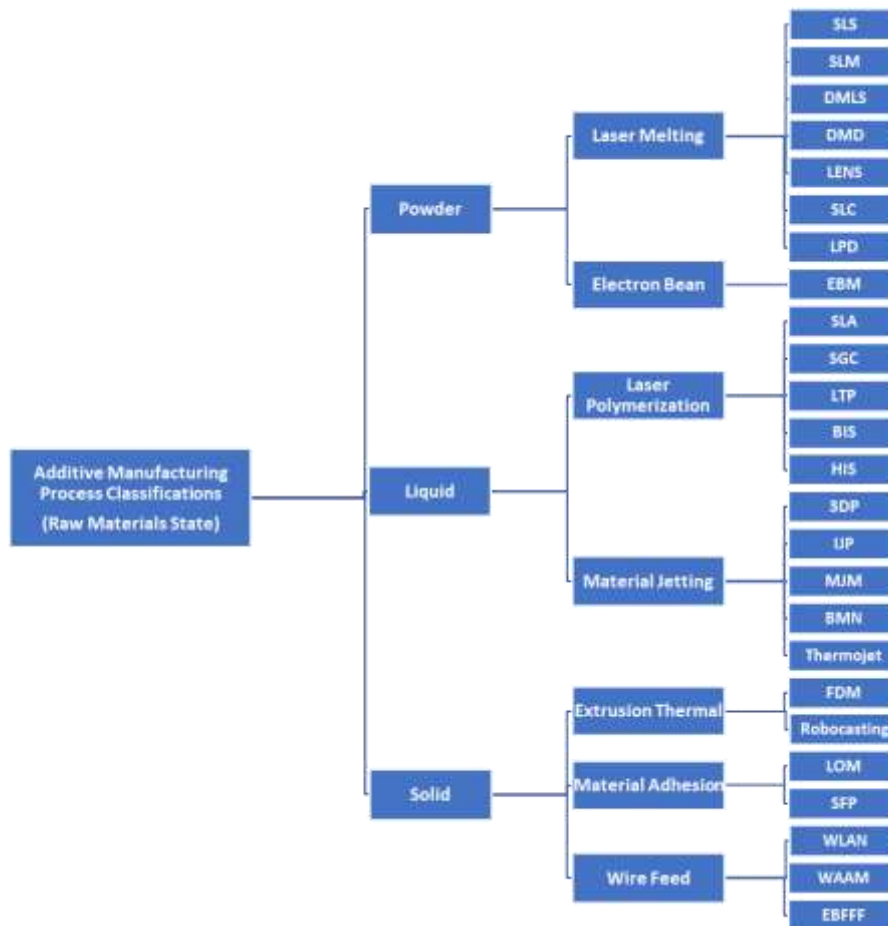 Additive Manufacturing
Process Classifications
(Raw Materials State)
Powder
Laser Melting
SLS
SLM
DMLS
DMD
LENS
SLC
LPD
Electron Bean
EBM
Liquid
Laser
Polymerization
SLA
SGC
LTP
BIS
HIS
Material Jetting
3DP
IJP
MJM
BMN
Thermojet
Solid
Extrusion Thermal
FDM
Robocasting
Material Adhesion
LOM
SFP
Wire Feed
WLAN
WAAM
EBFFF